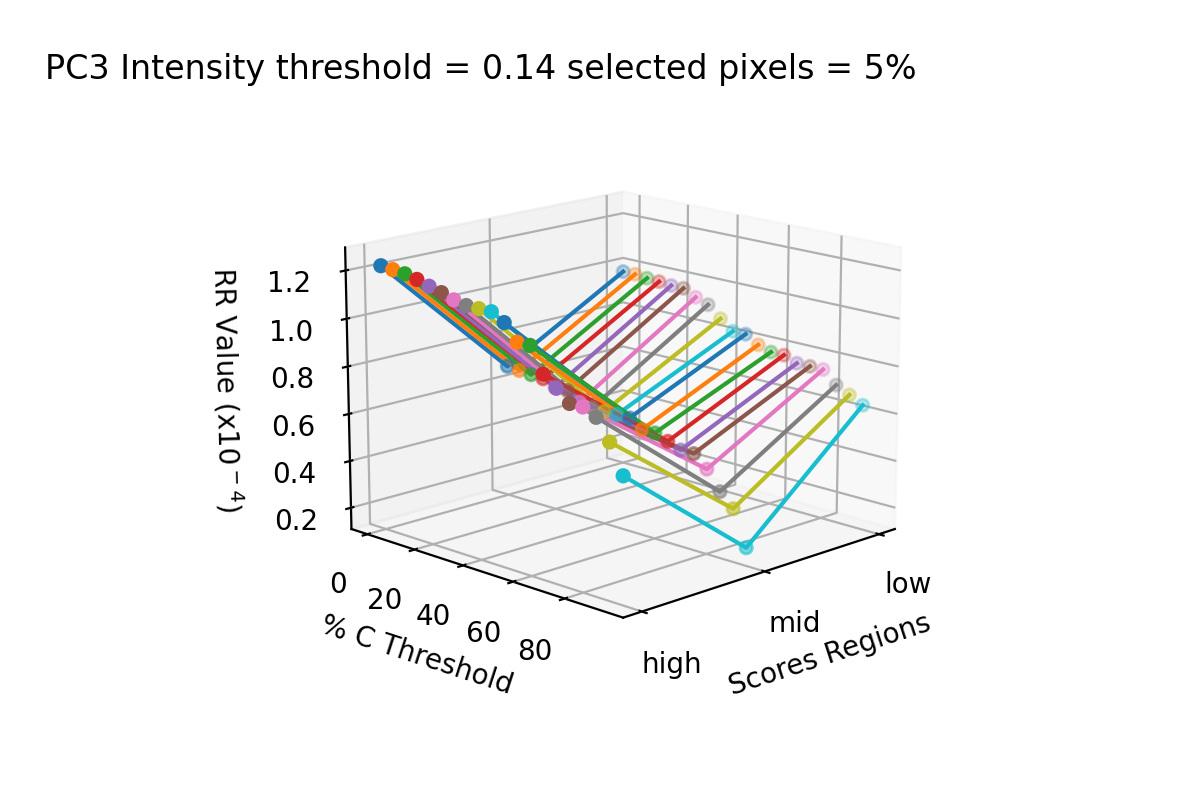 PC3 Intensity threshold = 0.14 selected pixels = 5%
RR Value (x10⁻⁴)
1.2
1.0
0.8
0.6
0.4
0.2
0
20
40
60
80
% C Threshold
high
mid
low
Scores Regions